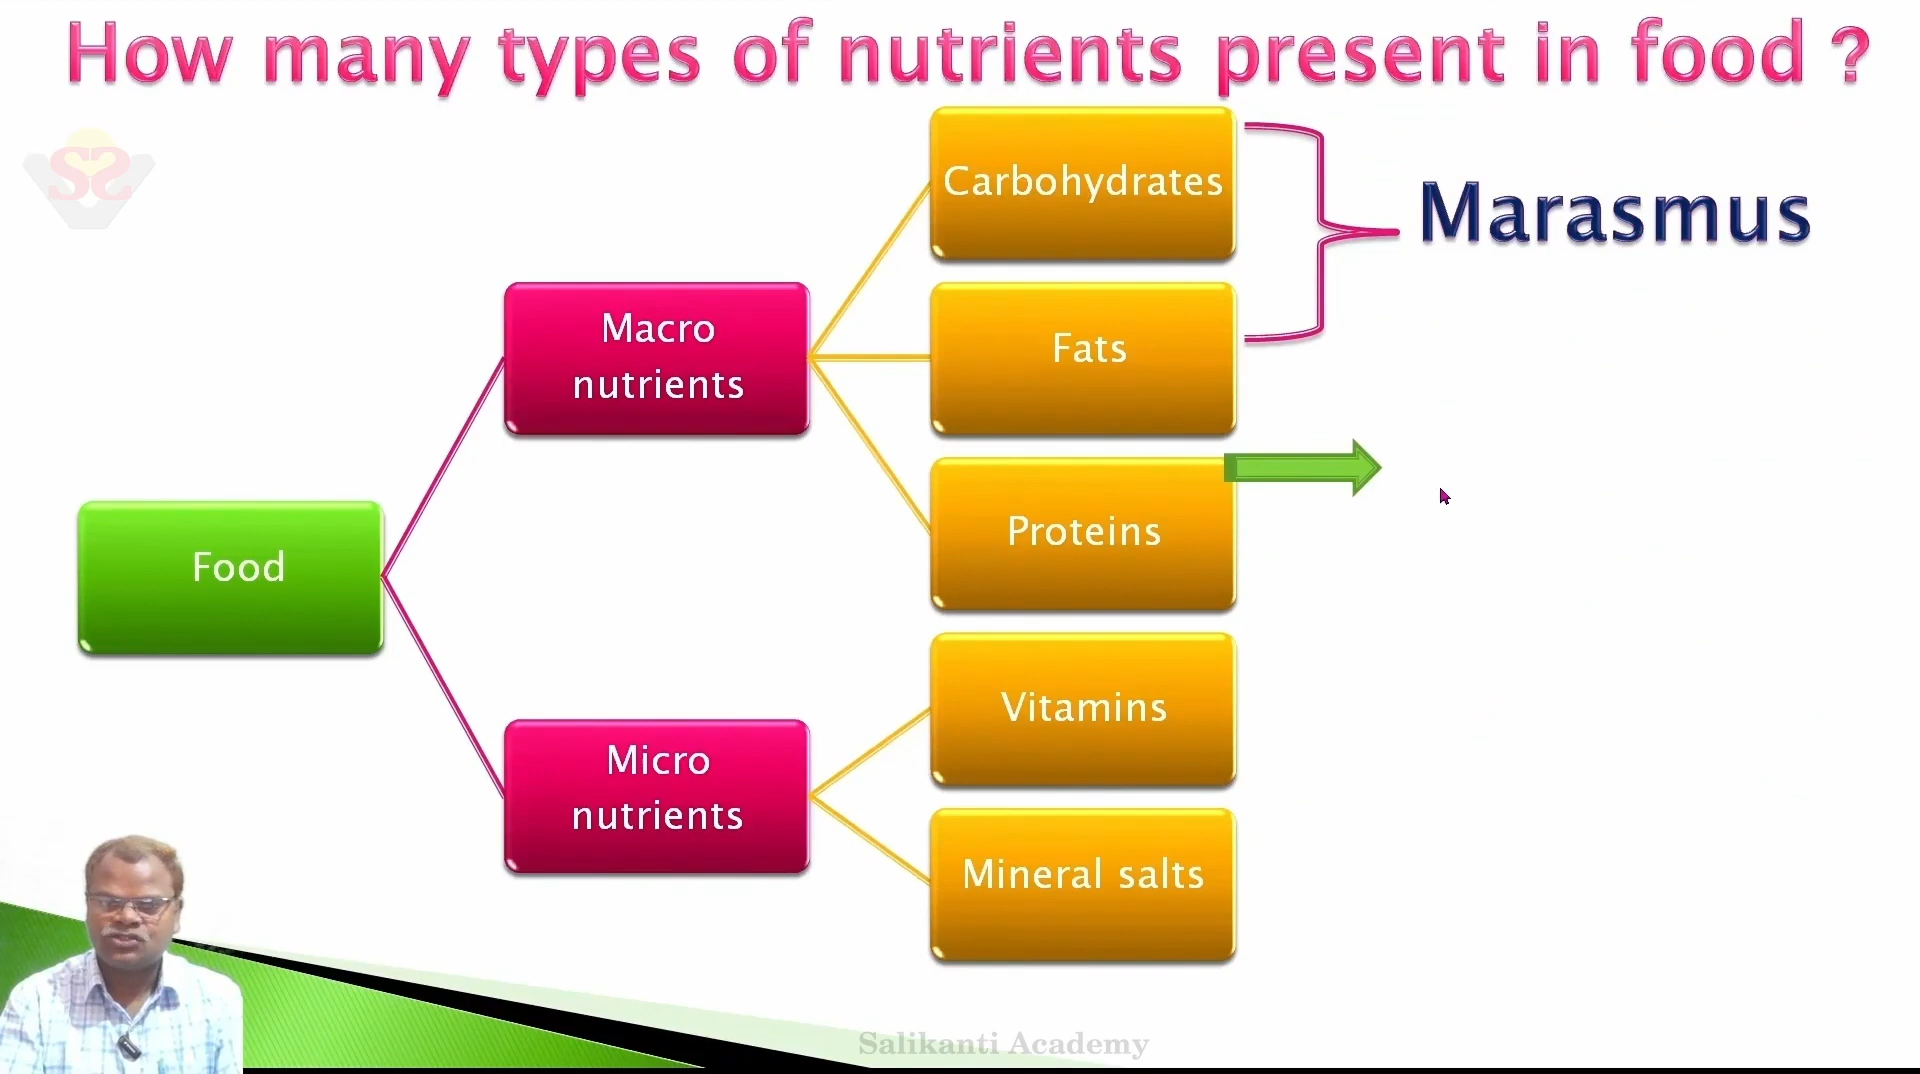 How many types of nutrients present in food ?
Carbohydrates
Marasmus
Macro
nutrients
Fats
Proteins
Food
Vitamins
Micro
nutrients
Mineral salts
Salikanti Academy